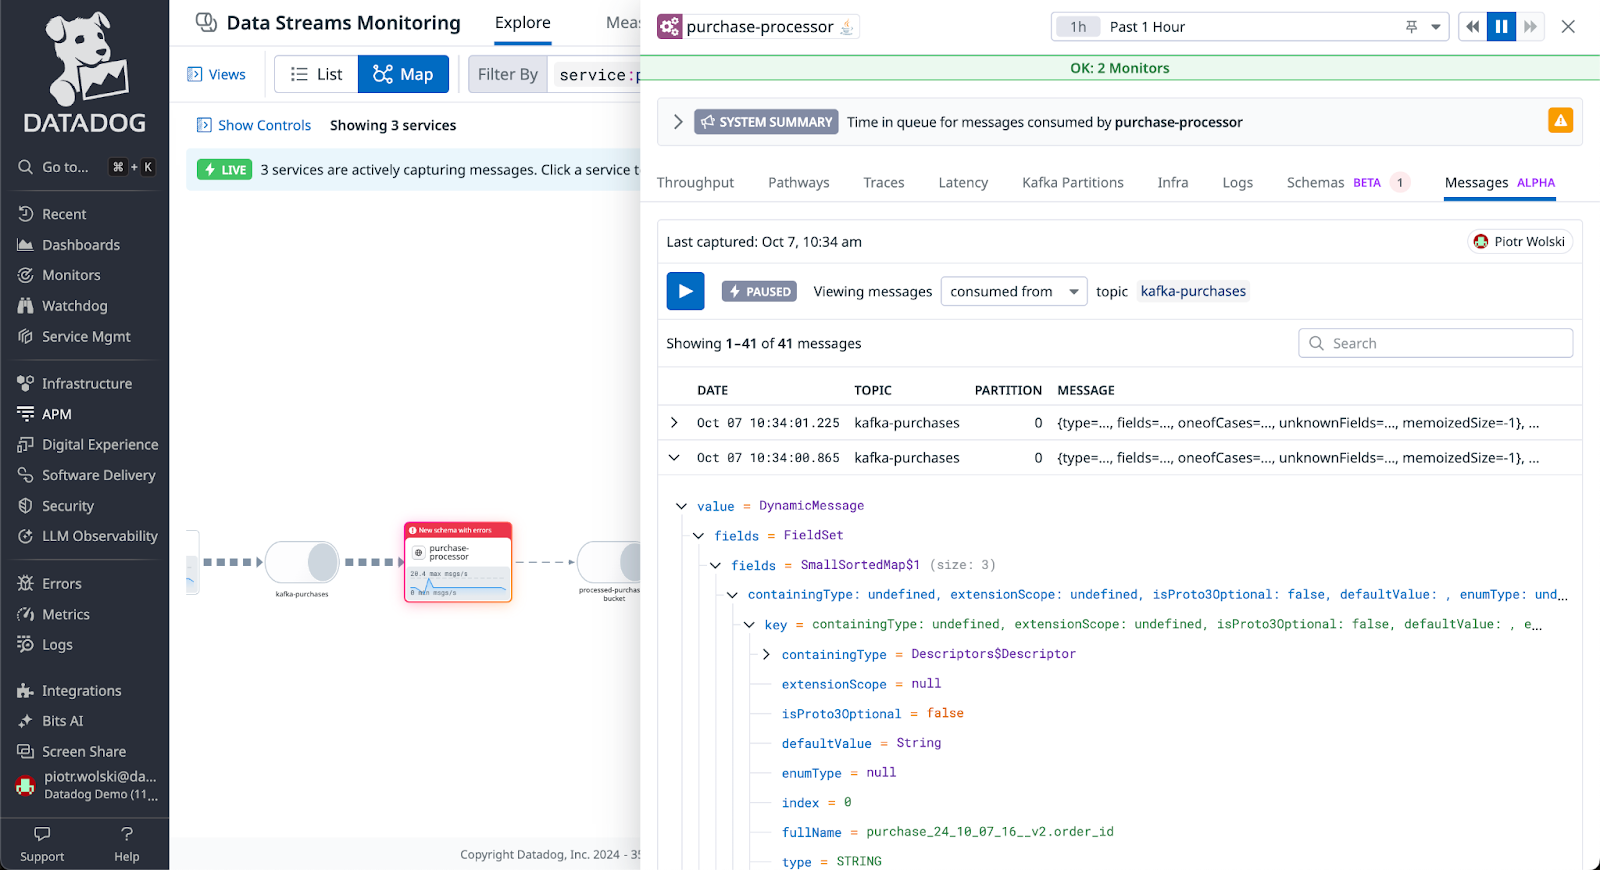 DATADOG
Go to... ⌘ + K
Recent
Dashboards
Monitors
Watchdog
Service Mgmt
Infrastructure
APM
Digital Experience
Software Delivery
Security
LLM Observability
Errors
Metrics
Logs
Integrations
Bits AI
Screen Share
piotr.wolski@da...
Datadog Demo (11...
Support
Help
Data Streams Monitoring
Explore
Meas
Views
List
Map
Filter By
service:p
Show Controls
Showing 3 services
LIVE
3 services are actively capturing messages. Click a service t
kafka-purchases
New schema with errors
purchase-
processor
20.4 max msgs/s
0 min msgs/s
processed-purchas
bucket
Copyright Datadog, Inc. 2024 - 35
purchase-processor
1h
Past 1 Hour
OK: 2 Monitors
SYSTEM SUMMARY
Time in queue for messages consumed by purchase-processor
Throughput
Pathways
Traces
Latency
Kafka Partitions
Infra
Logs
Schemas BETA 1
Messages ALPHA
Last captured: Oct 7, 10:34 am
Piotr Wolski
PAUSED
Viewing messages
consumed from
topic
kafka-purchases
Showing 1–41 of 41 messages
Search
DATE TOPIC PARTITION MESSAGE
Oct 07 10:34:01.225 kafka-purchases 0 {type=..., fields=..., oneofCases=..., unknownFields=..., memoizedSize=-1}, ...
Oct 07 10:34:00.865 kafka-purchases 0 {type=..., fields=..., oneofCases=..., unknownFields=..., memoizedSize=-1}, ...
value = DynamicMessage
fields = FieldSet
fields = SmallSortedMap$1 (size: 3)
containingType: undefined, extensionScope: undefined, isProto3Optional: false, defaultValue: , enumType: und...
key = containingType: undefined, extensionScope: undefined, isProto3Optional: false, defaultValue: , e...
containingType = Descriptors$Descriptor
extensionScope = null
isProto3Optional = false
defaultValue = String
enumType = null
index = 0
fullName = purchase_24_10_07_16__v2.order_id
type = STRING